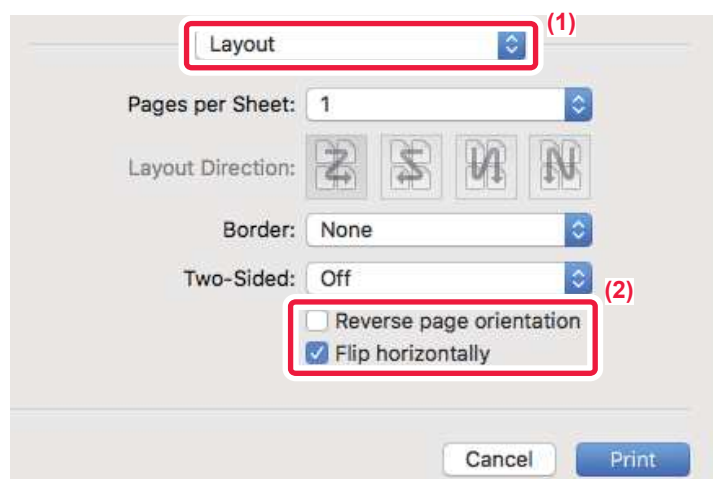 (1)
Layout
Pages per Sheet: 1
Layout Direction:
Border: None
Two-Sided: Off
(2)
Reverse page orientation
Flip horizontally
Cancel Print